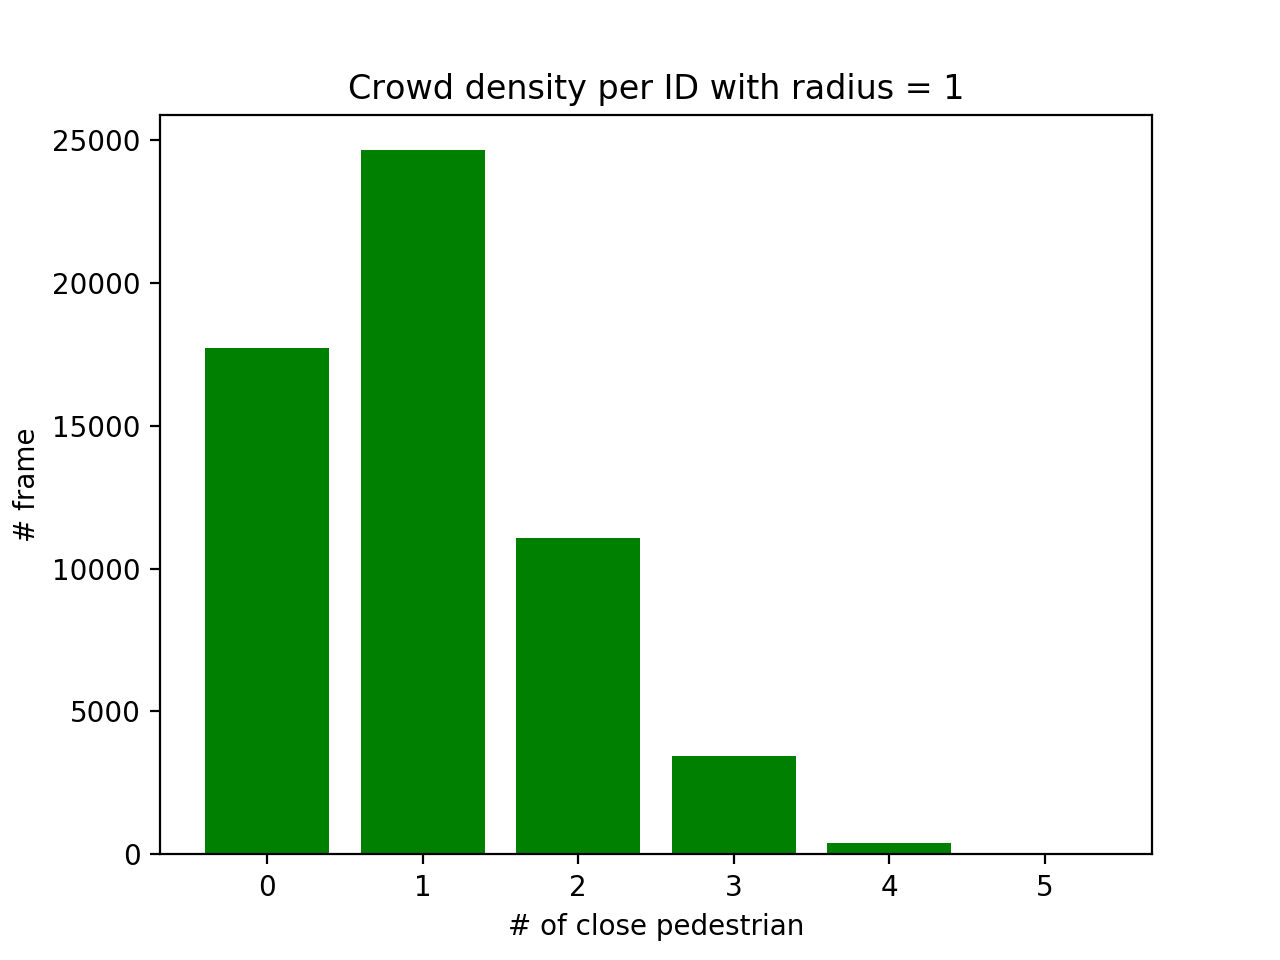 Crowd density per ID with radius = 1
25000
20000
15000
10000
5000
0
# frame
0 1 2 3 4 5
# of close pedestrian